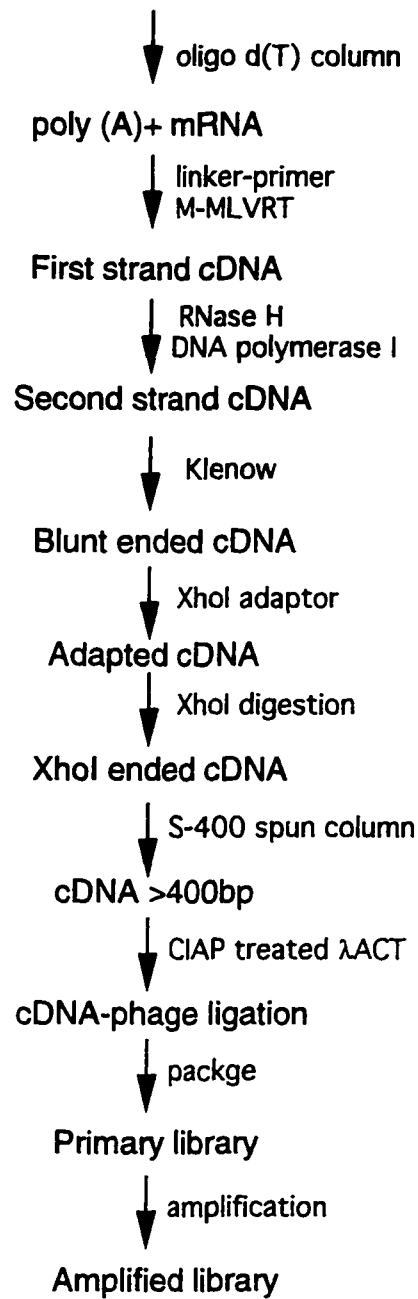 oligo d(T) column
poly (A)+ mRNA
linker-primer
M-MLVRT
First strand cDNA
RNase H
DNA polymerase I
Second strand cDNA
Klenow
Blunt ended cDNA
XhoI adaptor
Adapted cDNA
XhoI digestion
XhoI ended cDNA
S-400 spun column
cDNA >400bp
CIAP treated λACT
cDNA-phage ligation
packge
Primary library
amplification
Amplified library